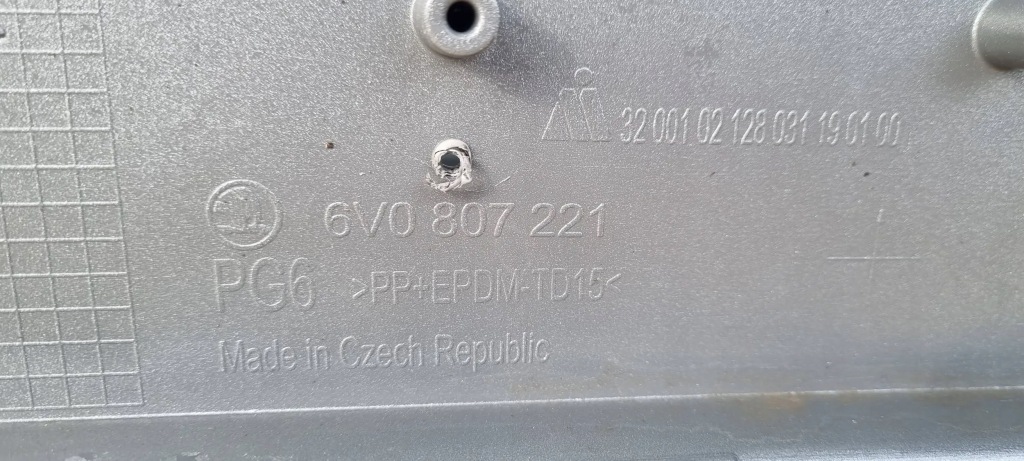 32 001 02 128 031 19 01 00
6V0 807 221
PG6 >PP+EPDM-TD15<
Made in Czech Republic